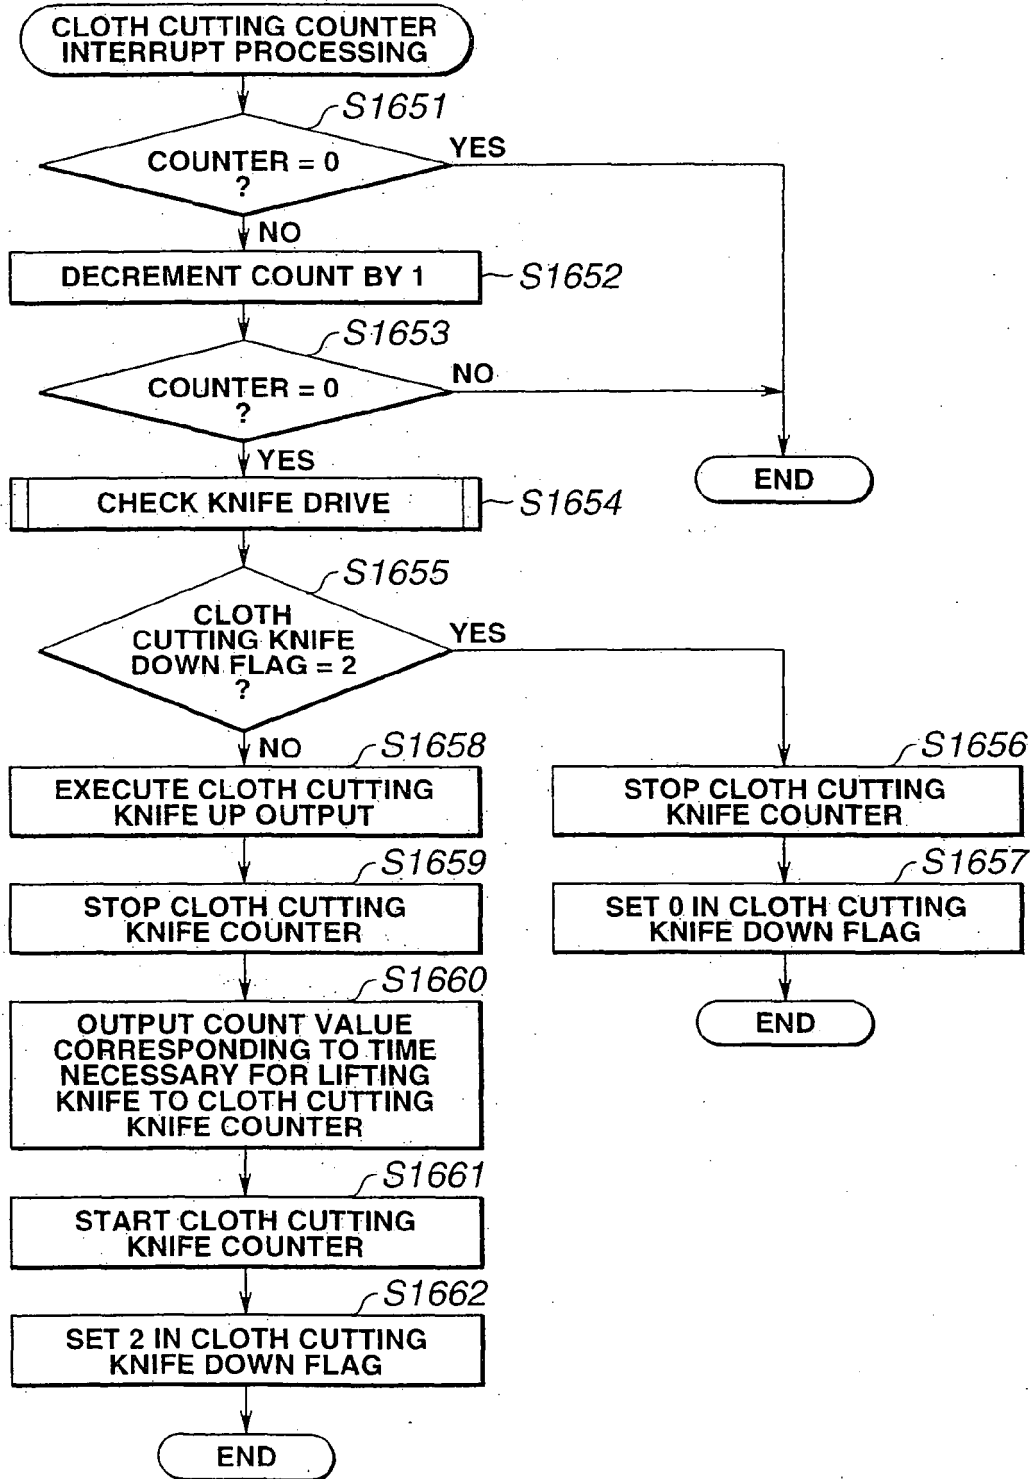 CLOTH CUTTING COUNTER
INTERRUPT PROCESSING
S1651
COUNTER = 0
?
YES
NO
DECREMENT COUNT BY 1
S1652
S1653
COUNTER = 0
?
NO
YES
END
CHECK KNIFE DRIVE
S1654
S1655
CLOTH
CUTTING KNIFE
DOWN FLAG = 2
?
YES
NO
S1658
EXECUTE CLOTH CUTTING
KNIFE UP OUTPUT
S1656
STOP CLOTH CUTTING
KNIFE COUNTER
S1659
STOP CLOTH CUTTING
KNIFE COUNTER
S1657
SET 0 IN CLOTH CUTTING
KNIFE DOWN FLAG
END
S1660
OUTPUT COUNT VALUE
CORRESPONDING TO TIME
NECESSARY FOR LIFTING
KNIFE TO CLOTH CUTTING
KNIFE COUNTER
S1661
START CLOTH CUTTING
KNIFE COUNTER
S1662
SET 2 IN CLOTH CUTTING
KNIFE DOWN FLAG
END